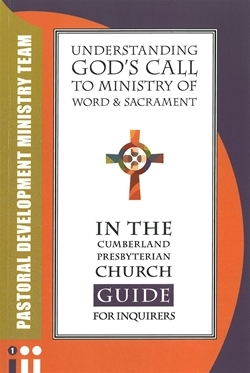 PASTORAL DEVELOPMENT MINISTRY TEAM
UNDERSTANDING
GOD'S CALL
TO MINISTRY OF
WORD & SACRAMENT
IN THE
CUMBERLAND
PRESBYTERIAN
CHURCH
GUIDE
FOR INQUIRERS
1